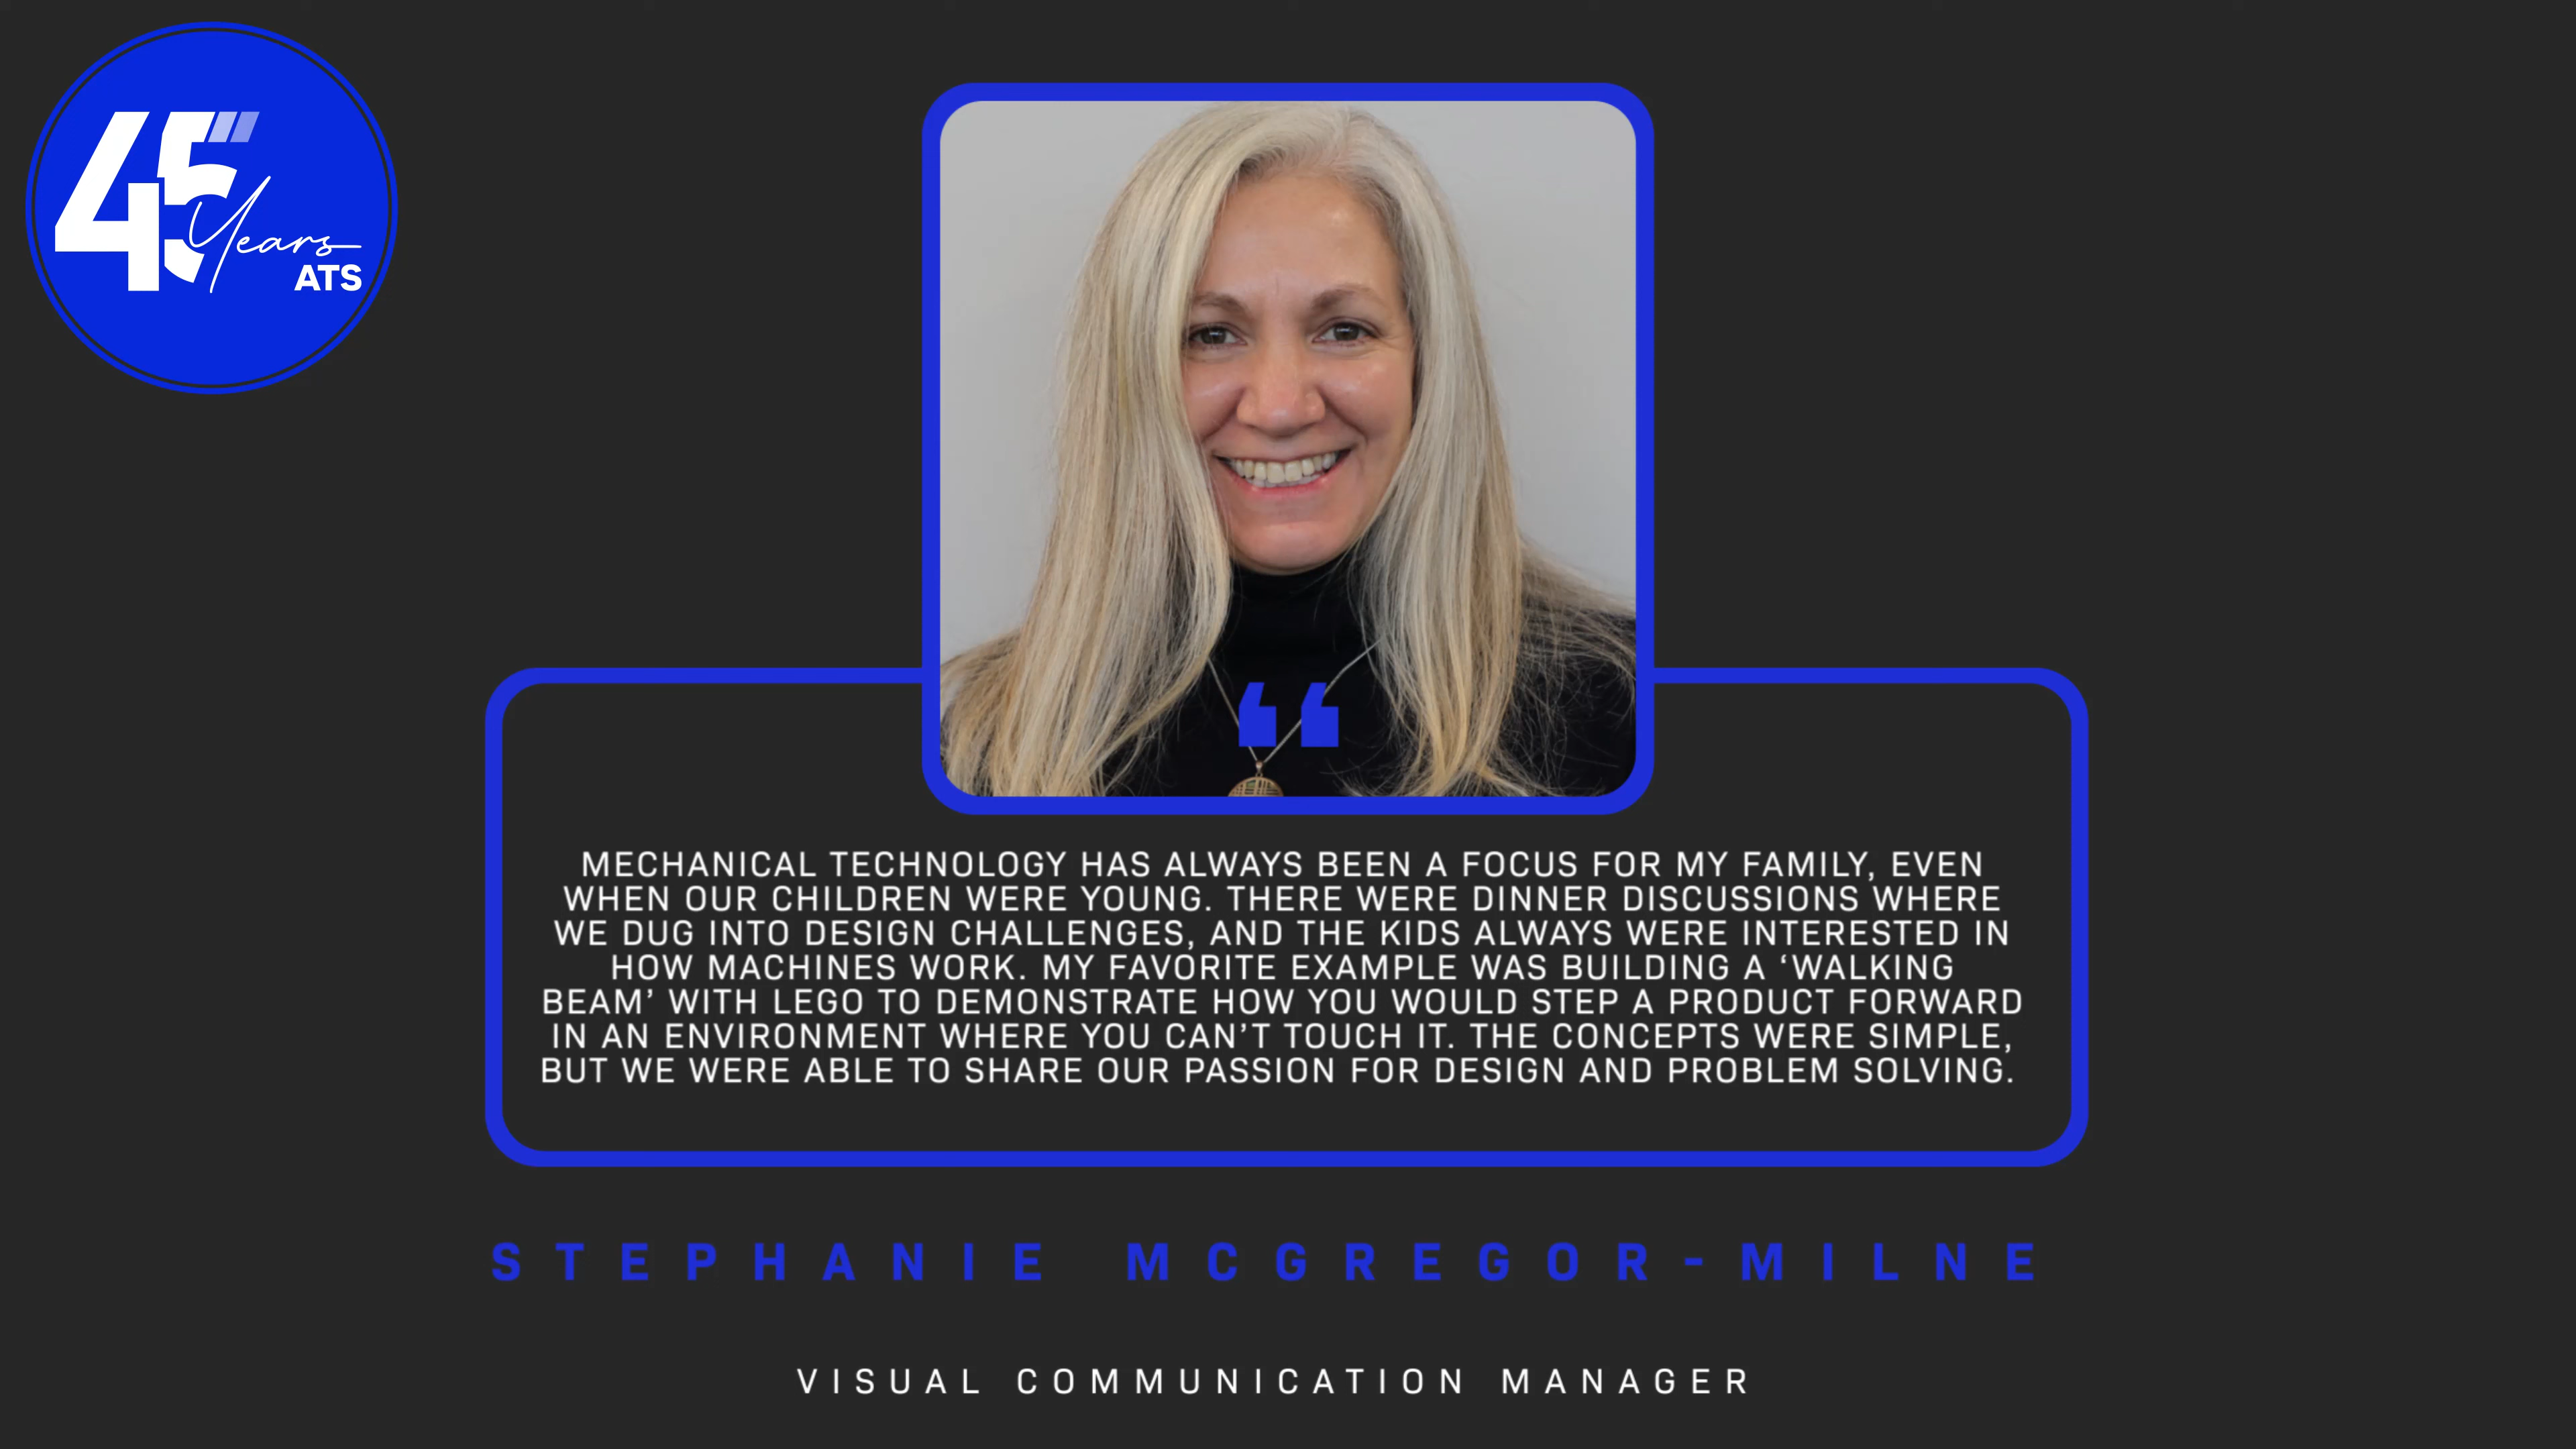 45
Years
ATS
“
MECHANICAL TECHNOLOGY HAS ALWAYS BEEN A FOCUS FOR MY FAMILY, EVEN
WHEN OUR CHILDREN WERE YOUNG. THERE WERE DINNER DISCUSSIONS WHERE
WE DUG INTO DESIGN CHALLENGES, AND THE KIDS ALWAYS WERE INTERESTED IN
HOW MACHINES WORK. MY FAVORITE EXAMPLE WAS BUILDING A ‘WALKING
BEAM’ WITH LEGO TO DEMONSTRATE HOW YOU WOULD STEP A PRODUCT FORWARD
IN AN ENVIRONMENT WHERE YOU CAN’T TOUCH IT. THE CONCEPTS WERE SIMPLE,
BUT WE WERE ABLE TO SHARE OUR PASSION FOR DESIGN AND PROBLEM SOLVING.
STEPHANIE MCGREGOR-MILNE
VISUAL COMMUNICATION MANAGER